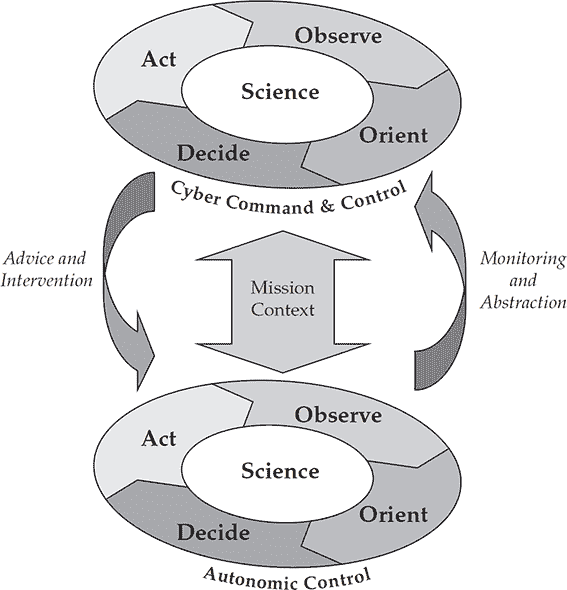 Observe
Act
Science
Orient
Decide
Cyber Command & Control
Advice and
Intervention
Mission
Context
Monitoring
and
Abstraction
Observe
Act
Science
Orient
Decide
Autonomic Control